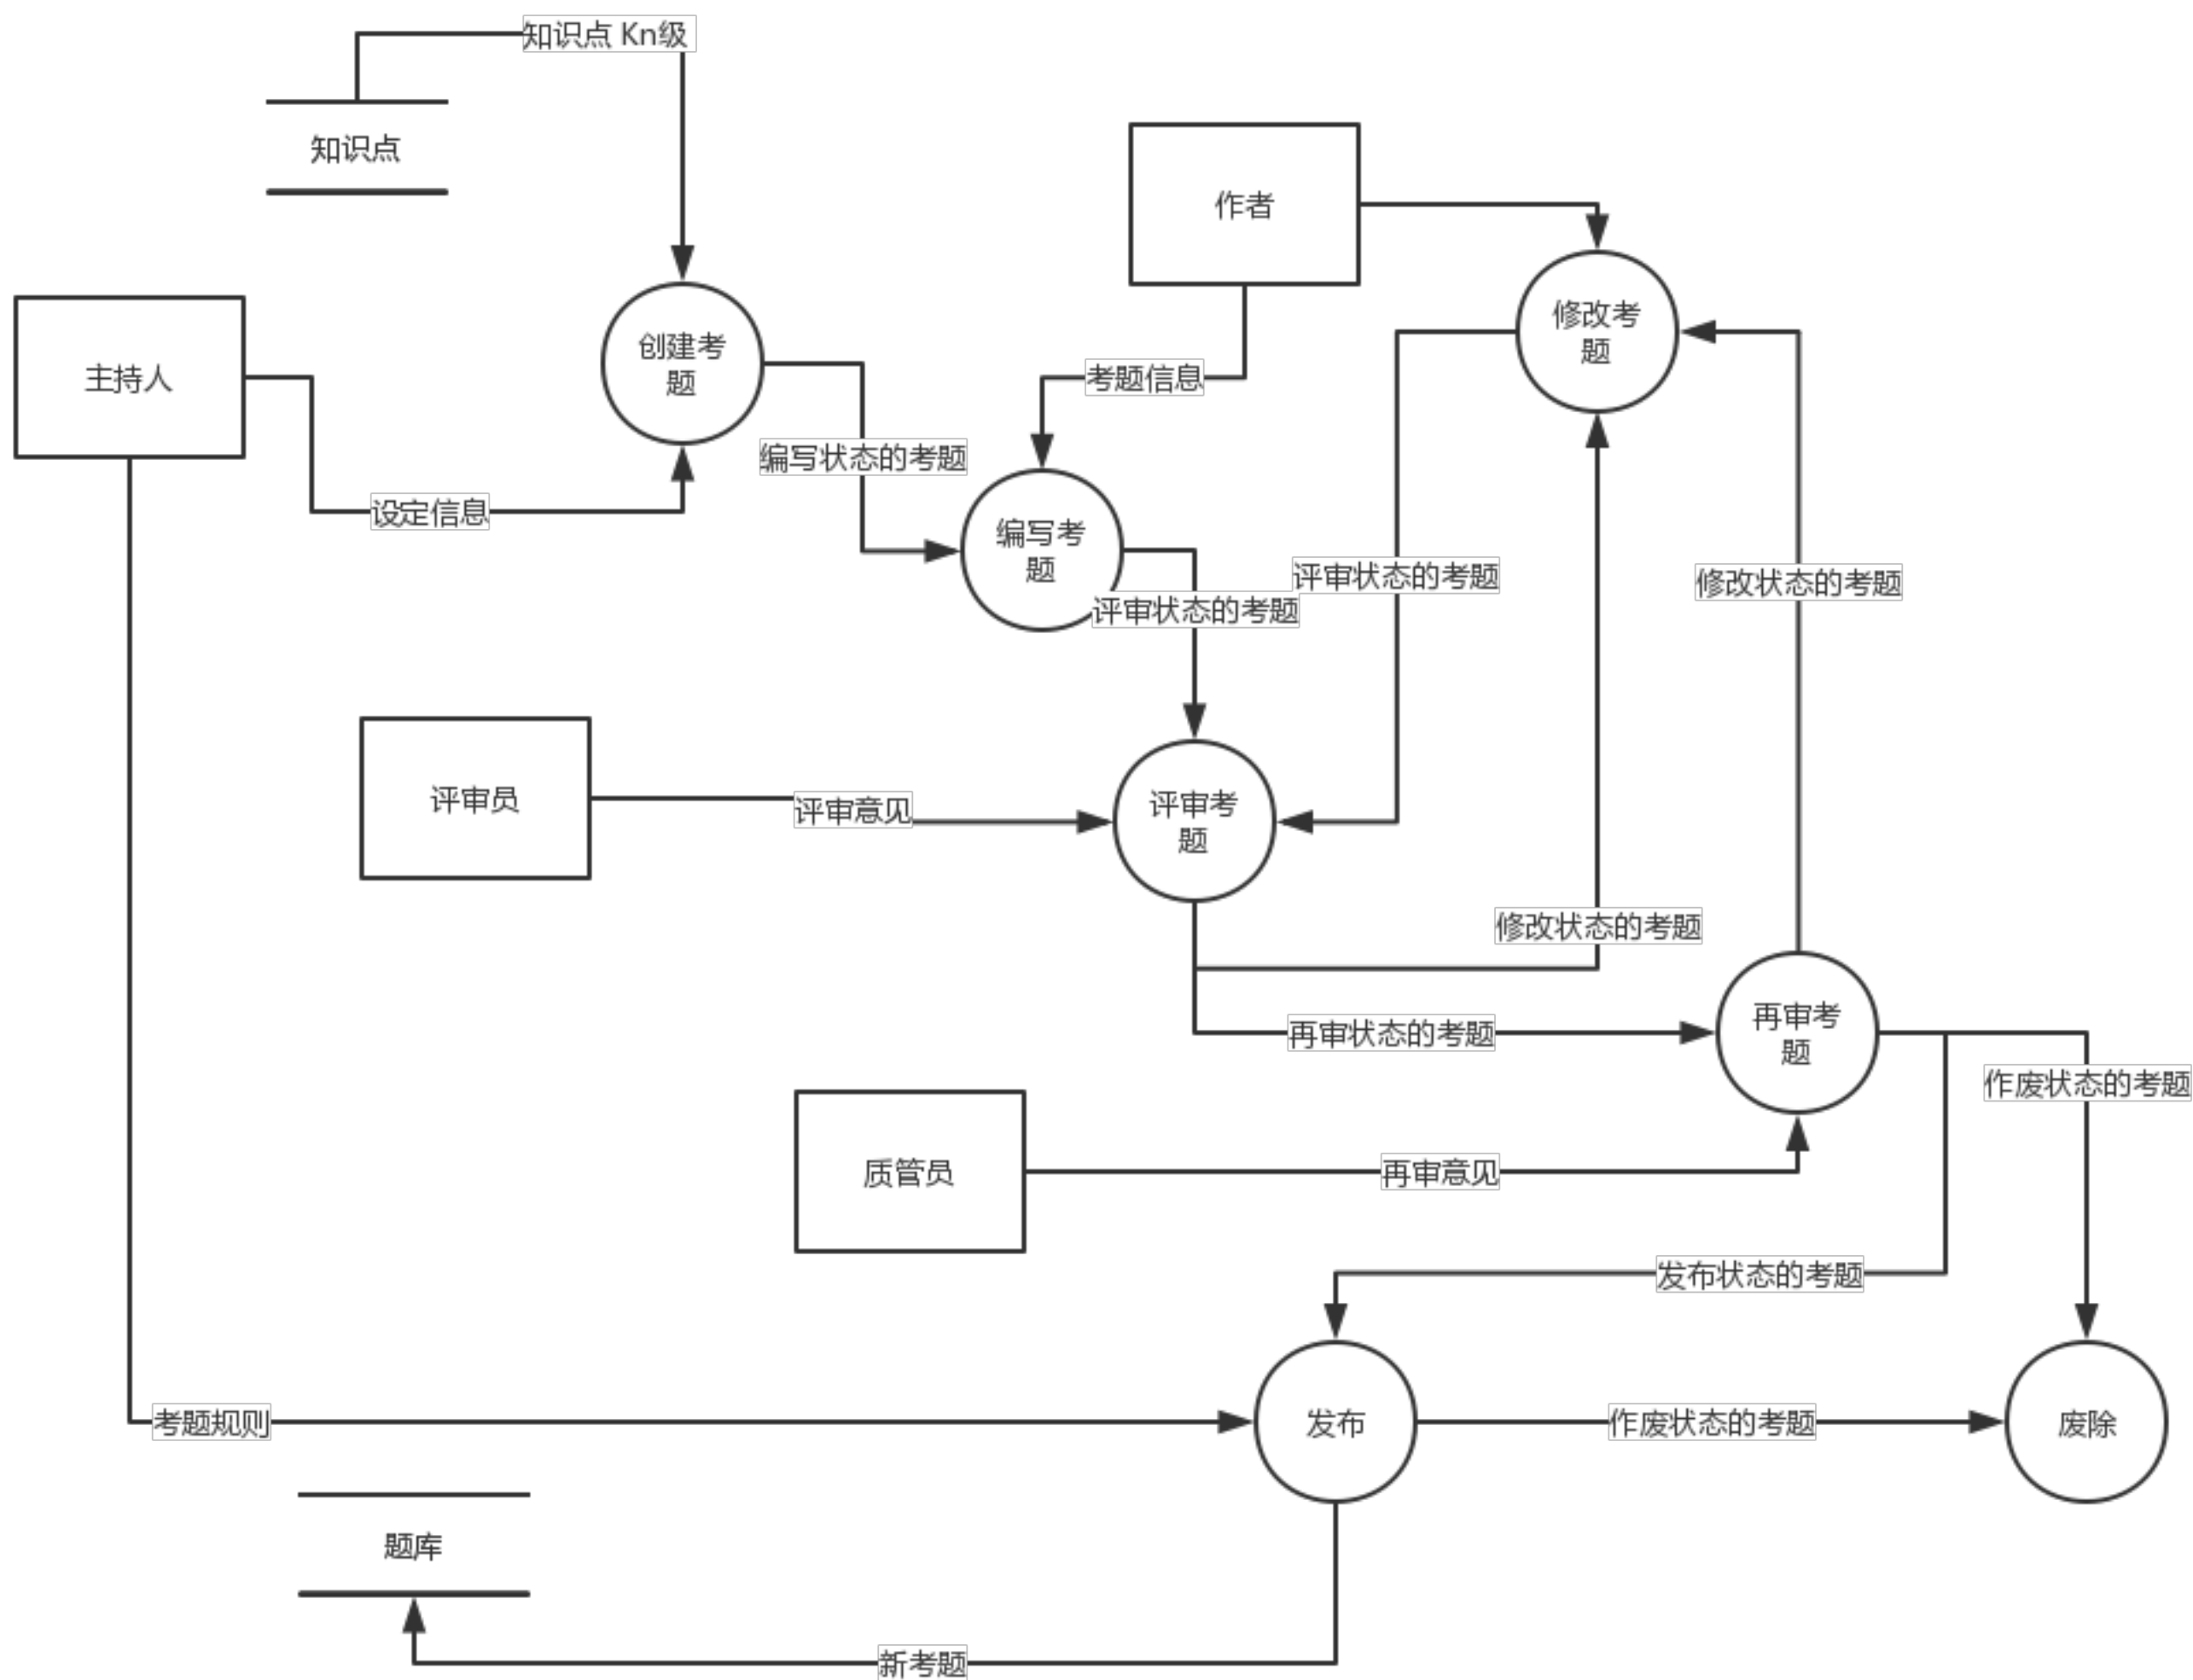 知识点 Kn级
知识点
作者
主持人
创建考
题
修改考
题
考题信息
编写状态的考题
设定信息
编写考
题
评审状态的考题
修改状态的考题
评审状态的考题
评审员
评审意见
评审考
题
修改状态的考题
再审状态的考题
再审考
题
作废状态的考题
质管员
再审意见
发布状态的考题
考题规则
发布
作废状态的考题
废除
题库
新考题